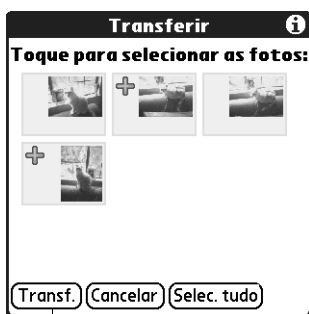 Transferir
Toque para selecionar as fotos:
Transf. Cancelar Selec. tudo